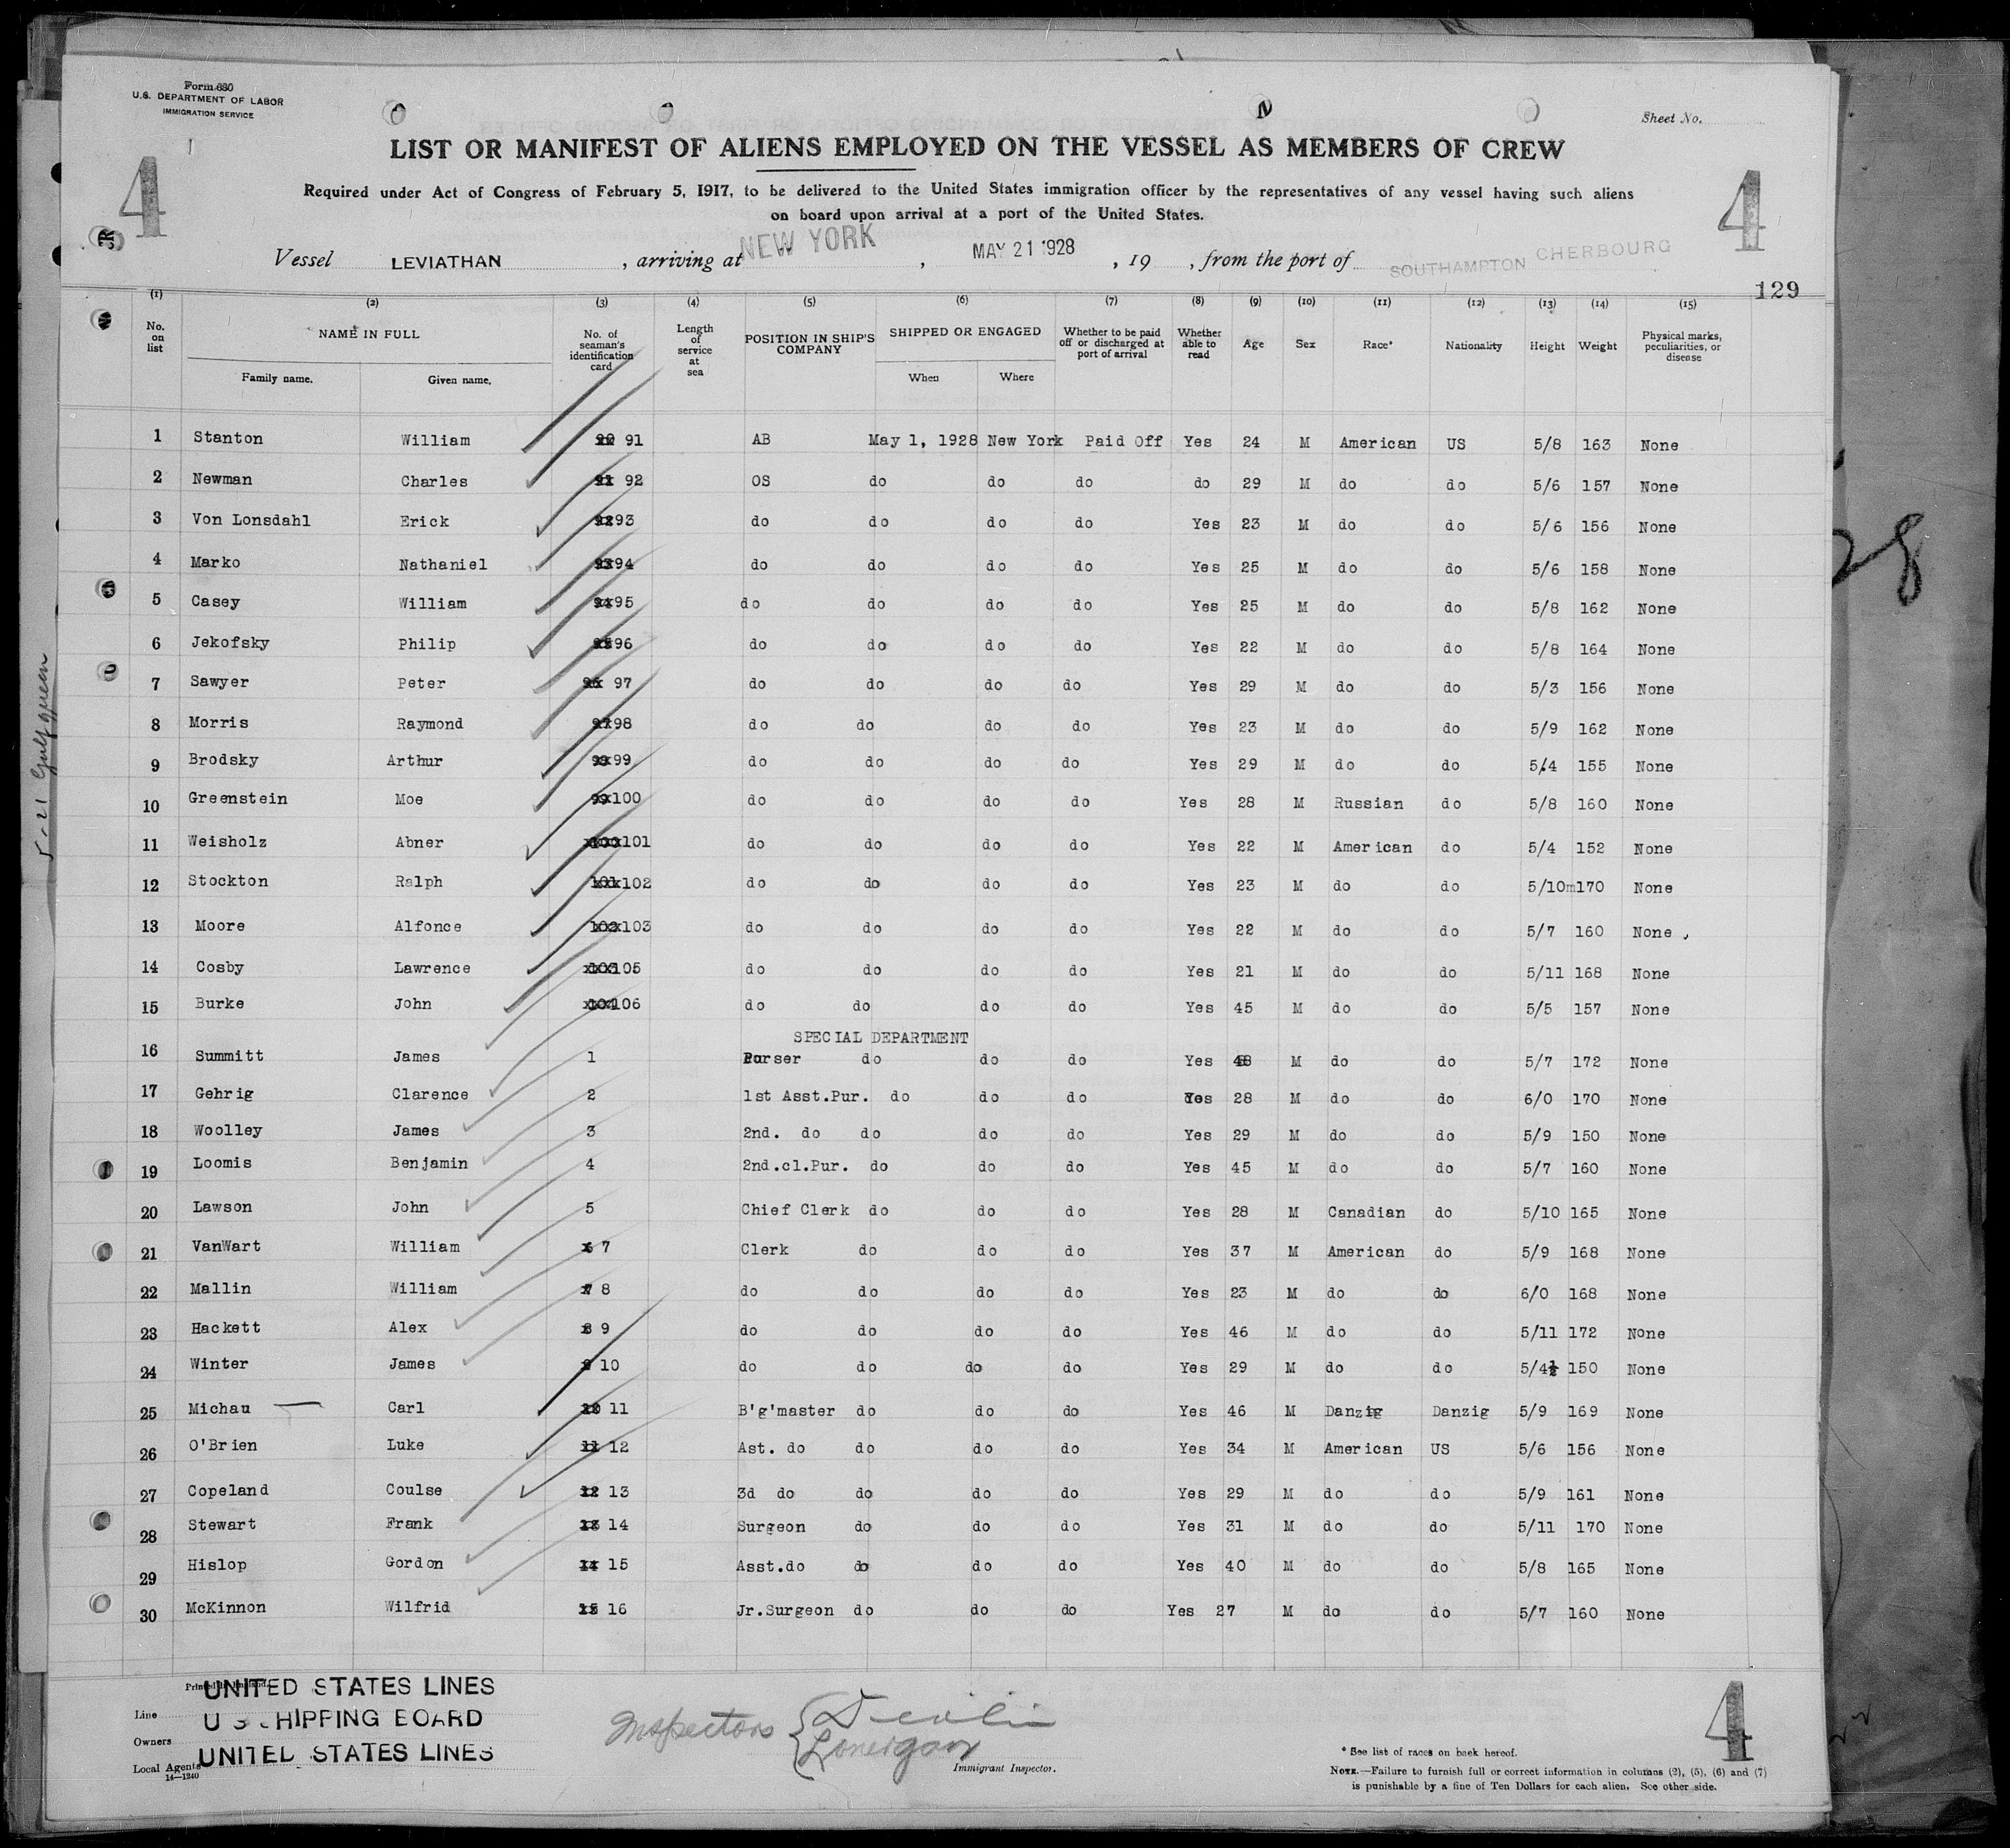 Form 680
U.S. DEPARTMENT OF LABOR
IMMIGRATION SERVICE
Sheet No.
LIST OR MANIFEST OF ALIENS EMPLOYED ON THE VESSEL AS MEMBERS OF CREW
4 4
Required under Act of Congress of February 5, 1917, to be delivered to the United States immigration officer by the representatives of any vessel having such aliens
on board upon arrival at a port of the United States.
Vessel LEVIATHAN, arriving at NEW YORK, MAY 21 1928, 19 , from the port of SOUTHAMPTON CHERBOURG
129
(1) (2) (3) (4) (5) (6) (7) (8) (9) (10) (11) (12) (13) (14) (15)
No. on list NAME IN FULL Family name. Given name. No. of seaman's identification card Length of service at sea POSITION IN SHIP'S COMPANY SHIPPED OR ENGAGED When Where Whether to be paid off or discharged at port of arrival Whether able to read Age Sex Race* Nationality Height Weight Physical marks, peculiarities, or disease
1 Stanton William 91 AB May 1, 1928 New York Paid Off Yes 24 M American US 5/8 163 None
2 Newman Charles 92 OS do do do do 29 M do do 5/6 157 None
3 Von Lonsdahl Erick 93 do do do do Yes 23 M do do 5/6 156 None
4 Marko Nathaniel 94 do do do do Yes 25 M do do 5/6 158 None
5 Casey William 95 do do do do Yes 25 M do do 5/8 162 None
6 Jekofsky Philip 96 do do do do Yes 22 M do do 5/8 164 None
7 Sawyer Peter 97 do do do do Yes 29 M do do 5/3 156 None
8 Morris Raymond 98 do do do do Yes 23 M do do 5/9 162 None
9 Brodsky Arthur 99 do do do do Yes 29 M do do 5/4 155 None
10 Greenstein Moe 100 do do do do Yes 28 M Russian do 5/8 160 None
11 Weisholz Abner 101 do do do do Yes 22 M American do 5/4 152 None
12 Stockton Ralph 102 do do do do Yes 23 M do do 5/10m170 None
13 Moore Alfonce 103 do do do do Yes 22 M do do 5/7 160 None
14 Cosby Lawrence 105 do do do do Yes 21 M do do 5/11 168 None
15 Burke John 106 do do do do Yes 45 M do do 5/5 157 None
SPECIAL DEPARTMENT
16 Summitt James 1 Purser do do do Yes 48 M do do 5/7 172 None
17 Gehrig Clarence 2 1st Asst.Pur. do do do Yes 28 M do do 6/0 170 None
18 Woolley James 3 2nd. do do do do Yes 29 M do do 5/9 150 None
19 Loomis Benjamin 4 2nd.cl.Pur. do do do Yes 45 M do do 5/7 160 None
20 Lawson John 5 Chief Clerk do do do Yes 28 M Canadian do 5/10 165 None
21 VanWart William 7 Clerk do do do Yes 37 M American do 5/9 168 None
22 Mallin William 8 do do do do Yes 23 M do do 6/0 168 None
23 Hackett Alex 9 do do do do Yes 46 M do do 5/11 172 None
24 Winter James 10 do do do do Yes 29 M do do 5/4½ 150 None
25 Michau Carl 11 B'g'master do do do Yes 46 M Danzig Danzig 5/9 169 None
26 O'Brien Luke 12 Ast. do do do do Yes 34 M American US 5/6 156 None
27 Copeland Coulse 13 3d do do do do Yes 29 M do do 5/9 161 None
28 Stewart Frank 14 Surgeon do do do Yes 31 M do do 5/11 170 None
29 Hislop Gordon 15 Asst.do do do do Yes 40 M do do 5/8 165 None
30 McKinnon Wilfrid 16 Jr.Surgeon do do do Yes 27 M do do 5/7 160 None
Printed in England.
Line UNITED STATES LINES
Owners U S SHIPPING BOARD
Local Agents UNITED STATES LINES
14—1240
Inspectors
Immigrant Inspector.
4
* See list of races on back hereof.
NOTE.—Failure to furnish full or correct information in columns (2), (5), (6) and (7)
is punishable by a fine of Ten Dollars for each alien. See other side.
28